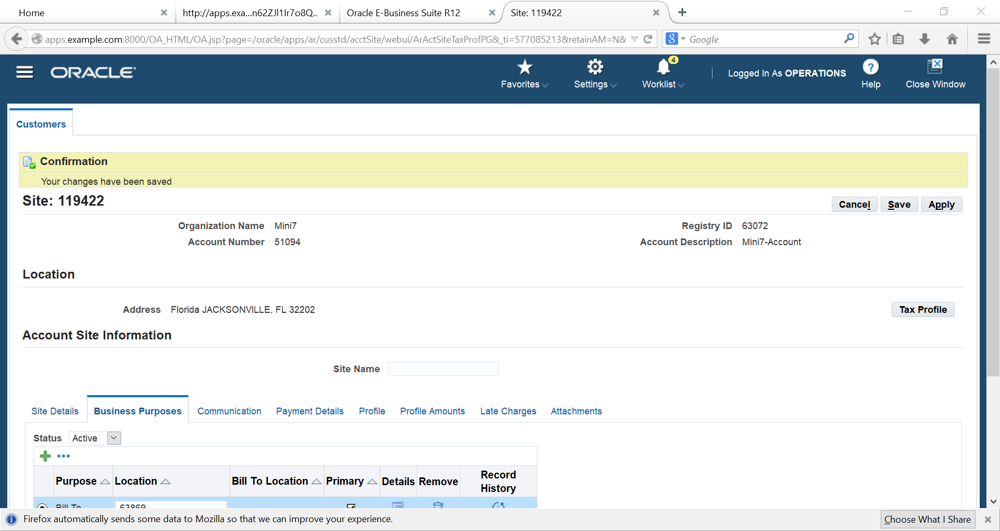 Home
http://apps.exa...n62ZJl1Ir7o8Q..
Oracle E-Business Suite R12
Site: 119422
apps.example.com:8000/OA_HTML/OA.jsp?page=/oracle/apps/ar/cusstd/acctSite/webui/ArActSiteTaxProfPG&_ti=577085213&retainAM=N&
Google
ORACLE
Favorites
Settings
4
Worklist
Logged In As OPERATIONS
Help
Close Window
Customers
Confirmation
Your changes have been saved
Site: 119422
Cancel
Save
Apply
Organization Name Mini7
Registry ID 63072
Account Number 51094
Account Description Mini7-Account
Location
Address Florida JACKSONVILLE, FL 32202
Tax Profile
Account Site Information
Site Name
Site Details
Business Purposes
Communication
Payment Details
Profile
Profile Amounts
Late Charges
Attachments
Status Active
Purpose
Location
Bill To Location
Primary
Details
Remove
Record History
Bill To
63869
Firefox automatically sends some data to Mozilla so that we can improve your experience.
Choose What I Share